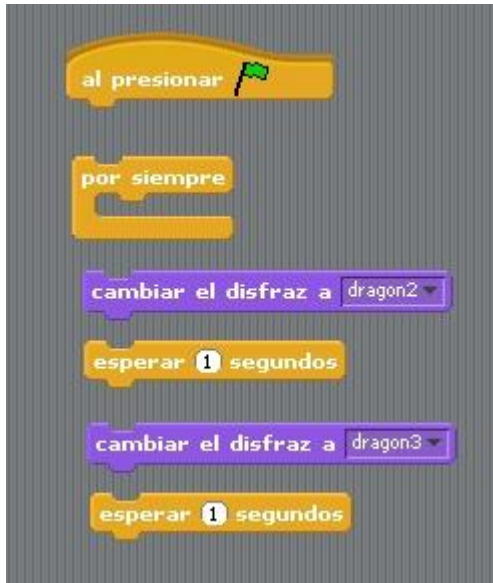 al presionar
por siempre
cambiar el disfraz a dragon2
esperar 1 segundos
cambiar el disfraz a dragon3
esperar 1 segundos